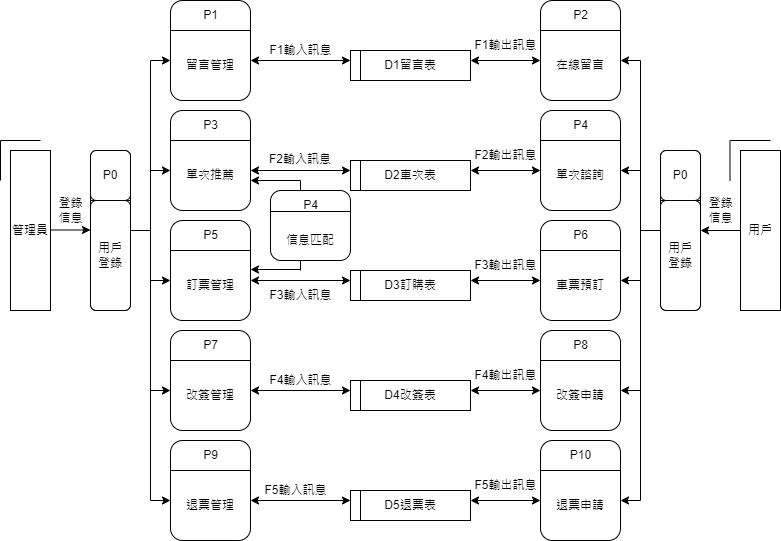 P1
留言管理
F1輸入訊息
D1留言表
F1輸出訊息
P2
在線留言
P3
單次推薦
F2輸入訊息
D2車次表
F2輸出訊息
P4
單次諮詢
管理員
登錄
信息
P0
用戶
登錄
P4
信息匹配
P0
用戶
登錄
登錄
信息
用戶
P5
訂票管理
F3輸入訊息
D3訂購表
F3輸出訊息
P6
車票預訂
P7
改簽管理
F4輸入訊息
D4改簽表
F4輸出訊息
P8
改簽申請
P9
退票管理
F5輸入訊息
D5退票表
F5輸出訊息
P10
退票申請